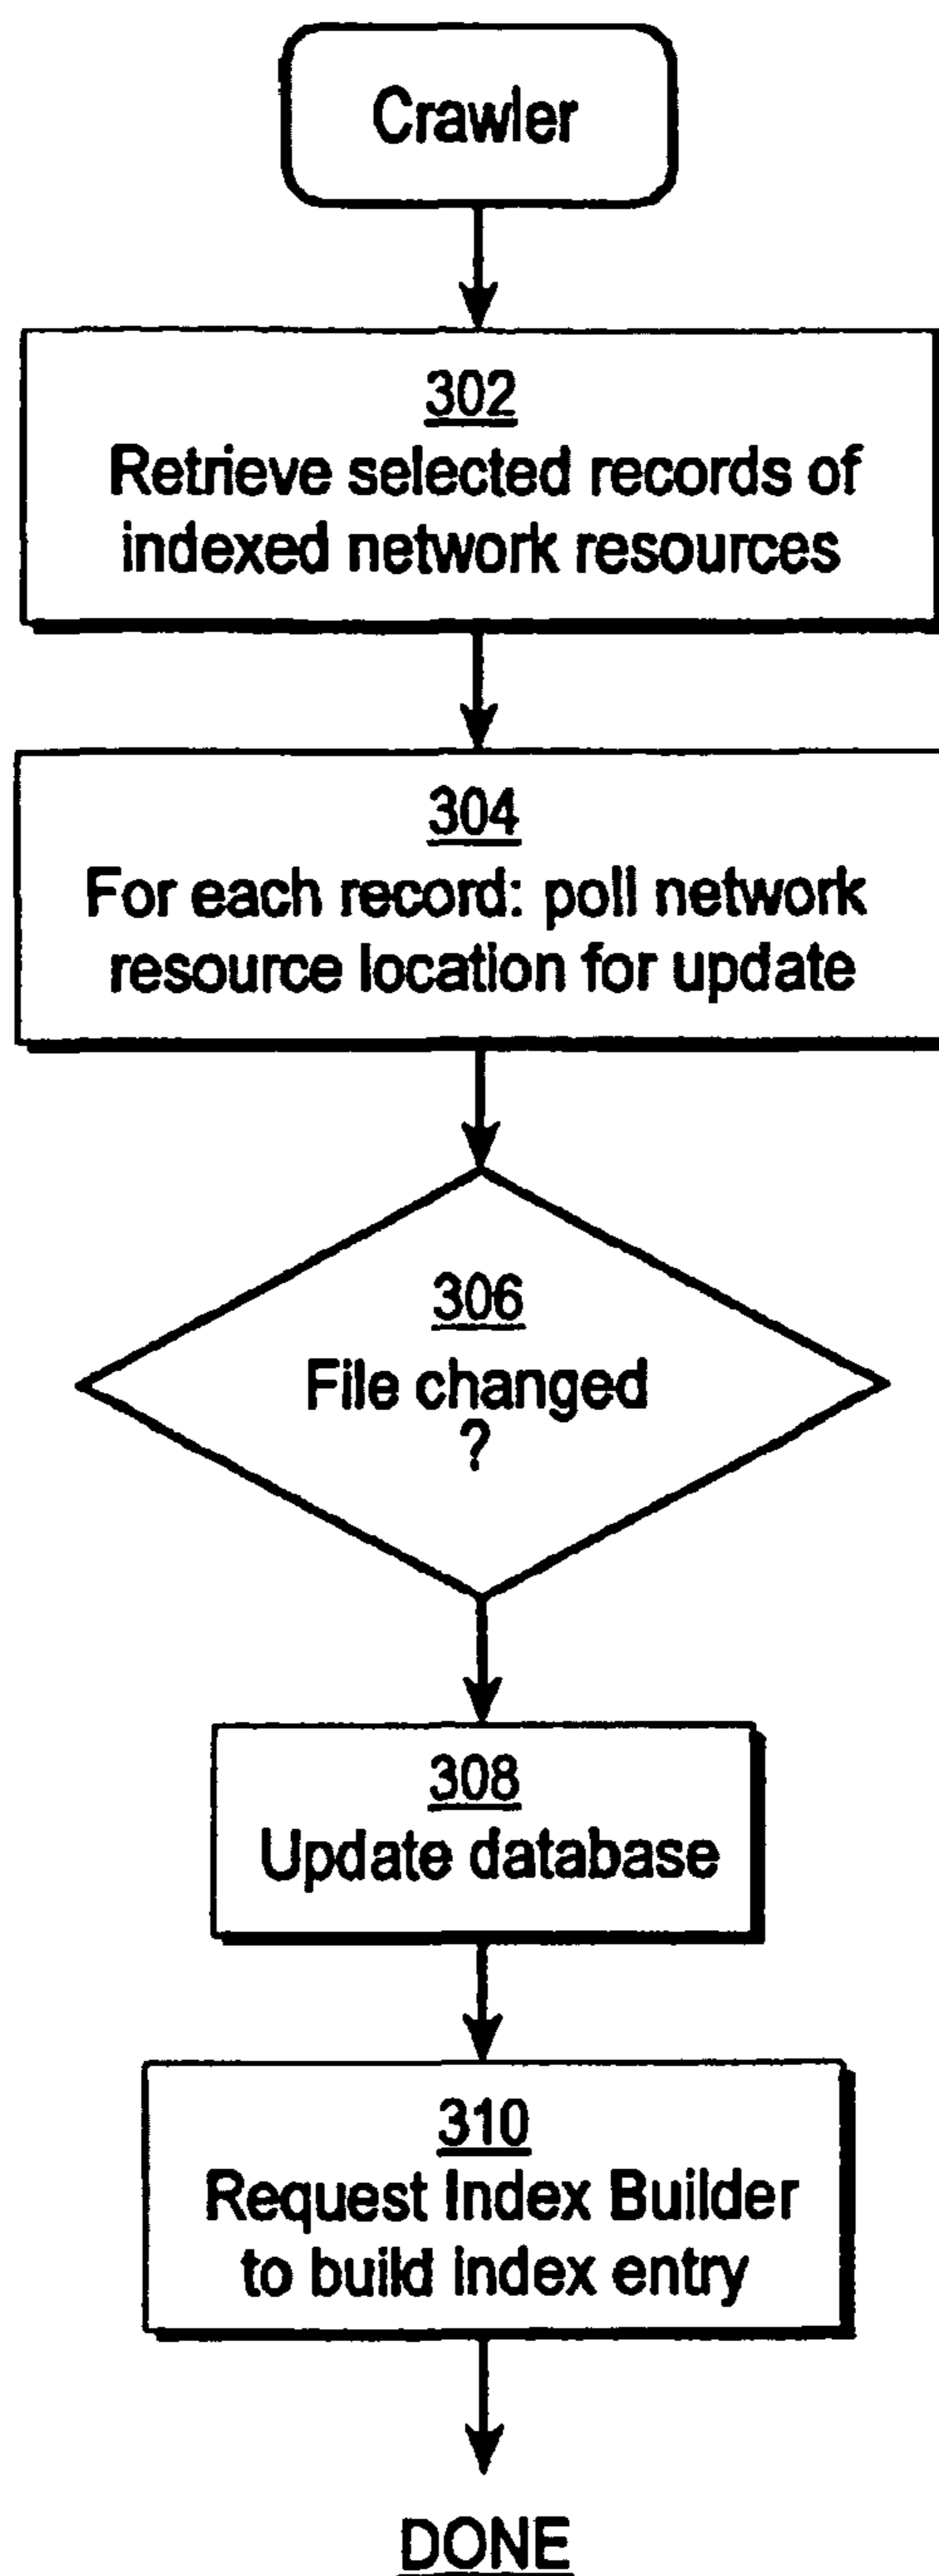 Crawler
302
Retrieve selected records of
indexed network resources
304
For each record: poll network
resource location for update
306
File changed
?
308
Update database
310
Request Index Builder
to build index entry
DONE